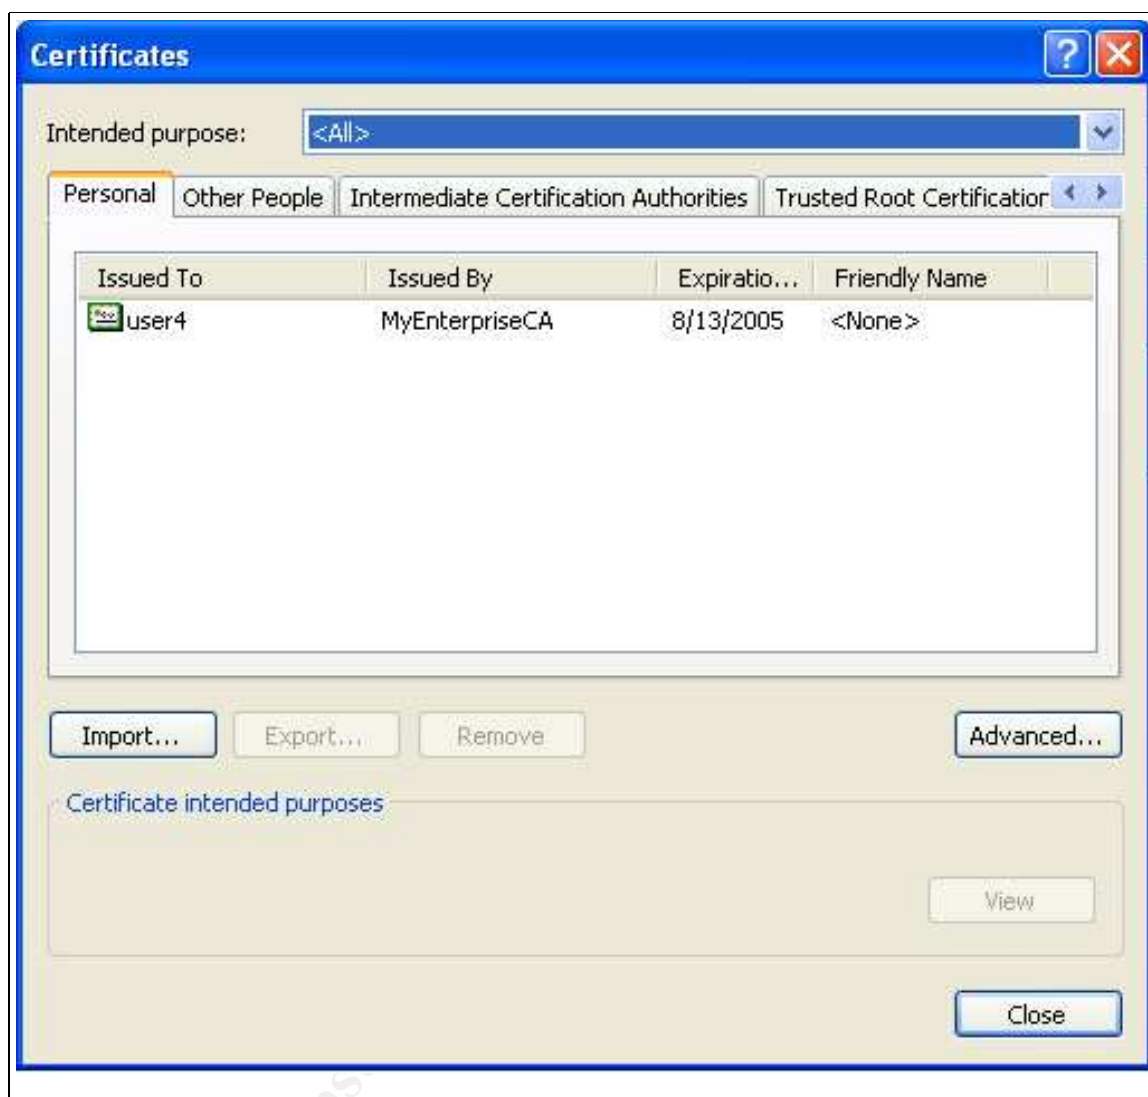 Certificates
Intended purpose: <All>
Personal Other People Intermediate Certification Authorities Trusted Root Certification
Issued To Issued By Expiratio... Friendly Name
user4 MyEnterpriseCA 8/13/2005 <None>
Import... Export... Remove Advanced...
Certificate intended purposes
View
Close